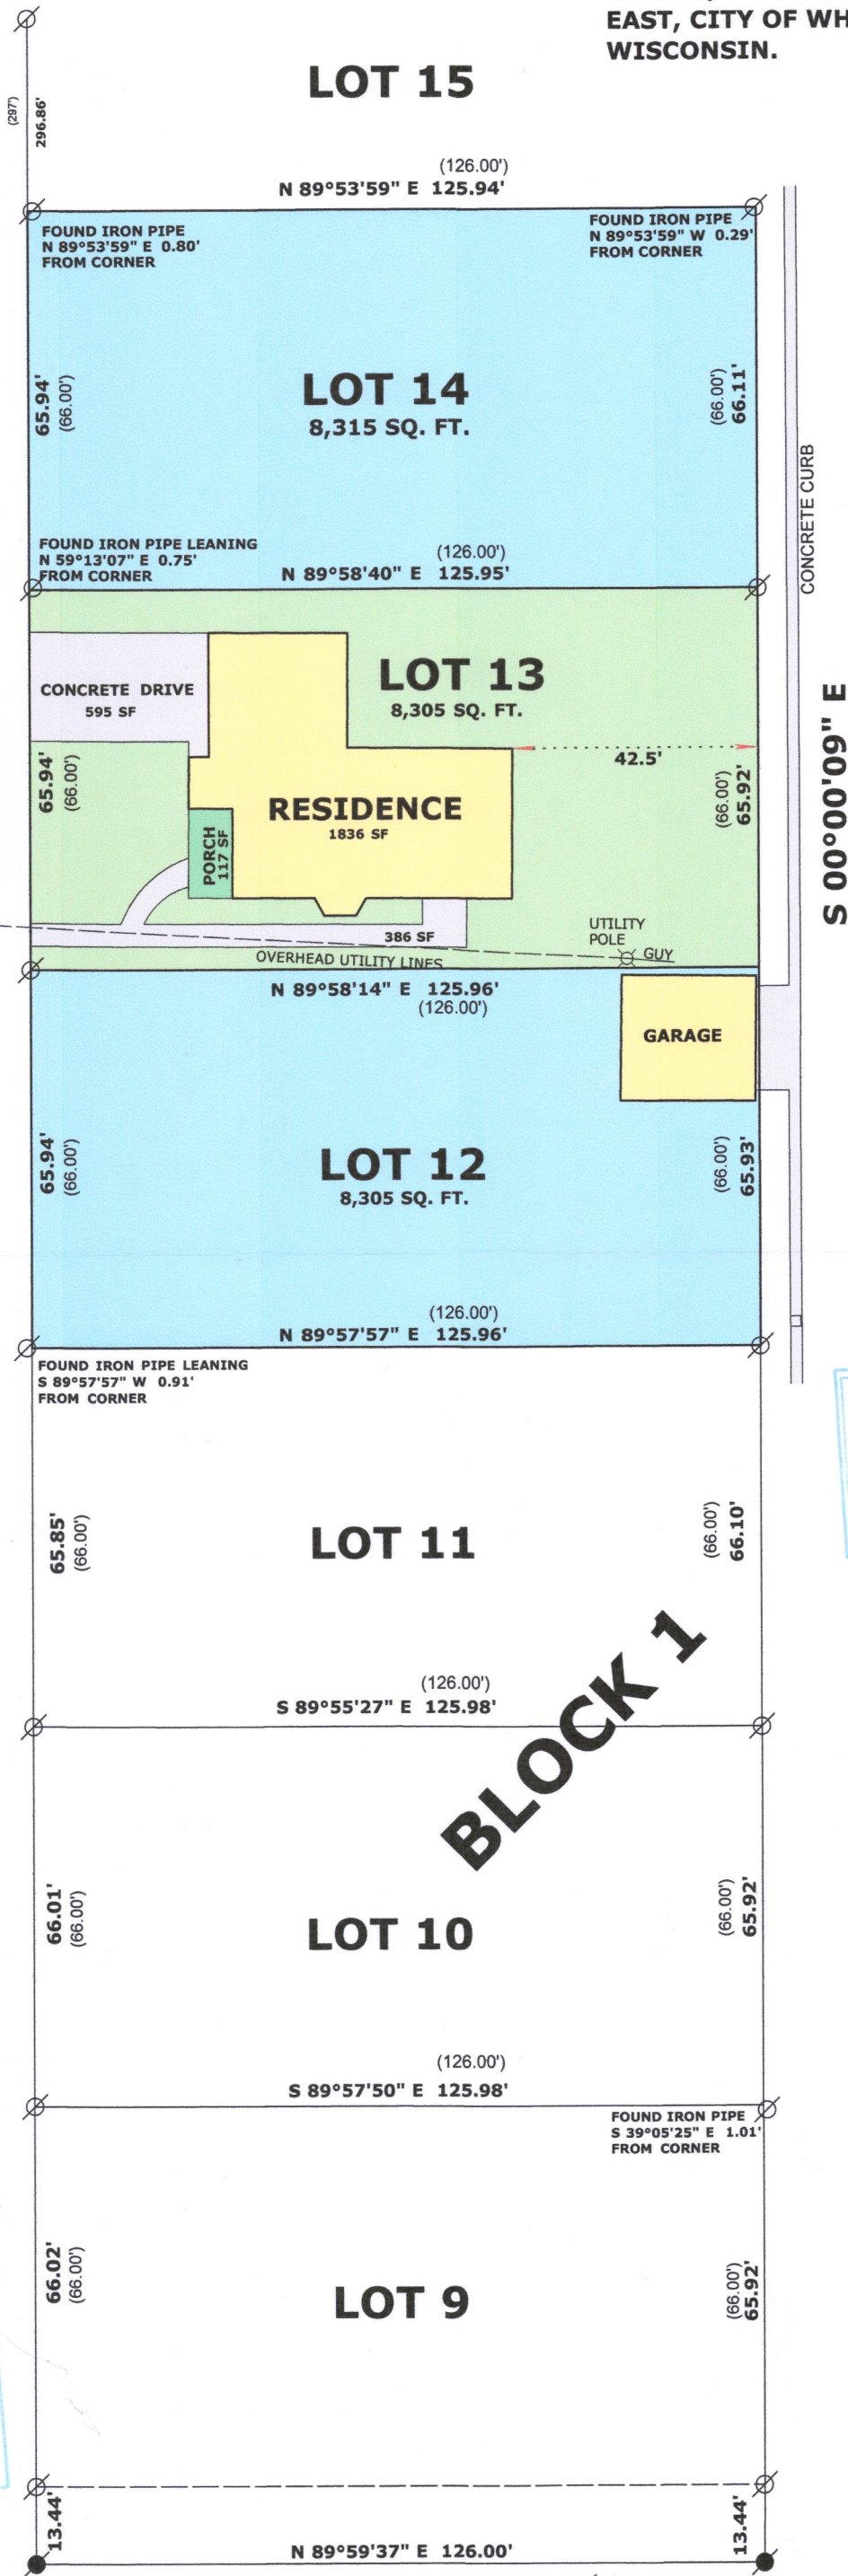 EAST, CITY OF WH
WISCONSIN.
LOT 15
(297')
296.86'
(126.00')
N 89°53'59" E 125.94'
FOUND IRON PIPE
N 89°53'59" E 0.80'
FROM CORNER
FOUND IRON PIPE
N 89°53'59" W 0.29'
FROM CORNER
LOT 14
8,315 SQ. FT.
65.94'
(66.00')
(66.00')
66.11'
CONCRETE CURB
FOUND IRON PIPE LEANING
N 59°13'07" E 0.75'
FROM CORNER
(126.00')
N 89°58'40" E 125.95'
LOT 13
8,305 SQ. FT.
CONCRETE DRIVE
595 SF
42.5'
65.94'
(66.00')
(66.00')
65.92'
S 00°00'09" E
RESIDENCE
1836 SF
PORCH
117 SF
386 SF
UTILITY
POLE
GUY
OVERHEAD UTILITY LINES
N 89°58'14" E 125.96'
(126.00')
GARAGE
65.94'
(66.00')
(66.00')
65.93'
LOT 12
8,305 SQ. FT.
(126.00')
N 89°57'57" E 125.96'
FOUND IRON PIPE LEANING
S 89°57'57" W 0.91'
FROM CORNER
65.85'
(66.00')
LOT 11
(66.00')
66.10'
BLOCK 1
(126.00')
S 89°55'27" E 125.98'
66.01'
(66.00')
LOT 10
(66.00')
65.92'
(126.00')
S 89°57'50" E 125.98'
FOUND IRON PIPE
S 39°05'25" E 1.01'
FROM CORNER
66.02'
(66.00')
LOT 9
(66.00')
65.92'
13.44'
13.44'
N 89°59'37" E 126.00'